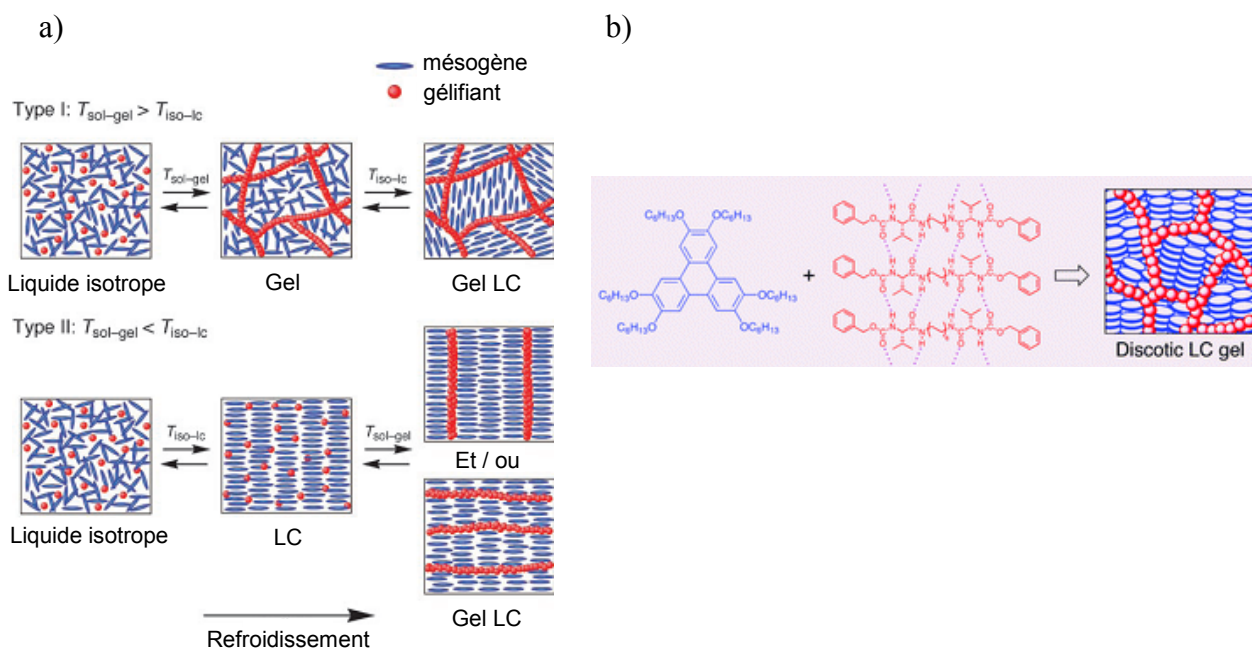 a)
mésogène
gélifiant
Type I: Tsol–gel > Tiso–lc
Tsol–gel
Tiso–lc
Liquide isotrope
Gel
Gel LC
Type II: Tsol–gel < Tiso–lc
Tiso–lc
Tsol–gel
Et / ou
Liquide isotrope
LC
Gel LC
Refroidissement
b)
C6H13O
OC6H13
C6H13O
OC6H13
C6H13O
OC6H13
+
Discotic LC gel